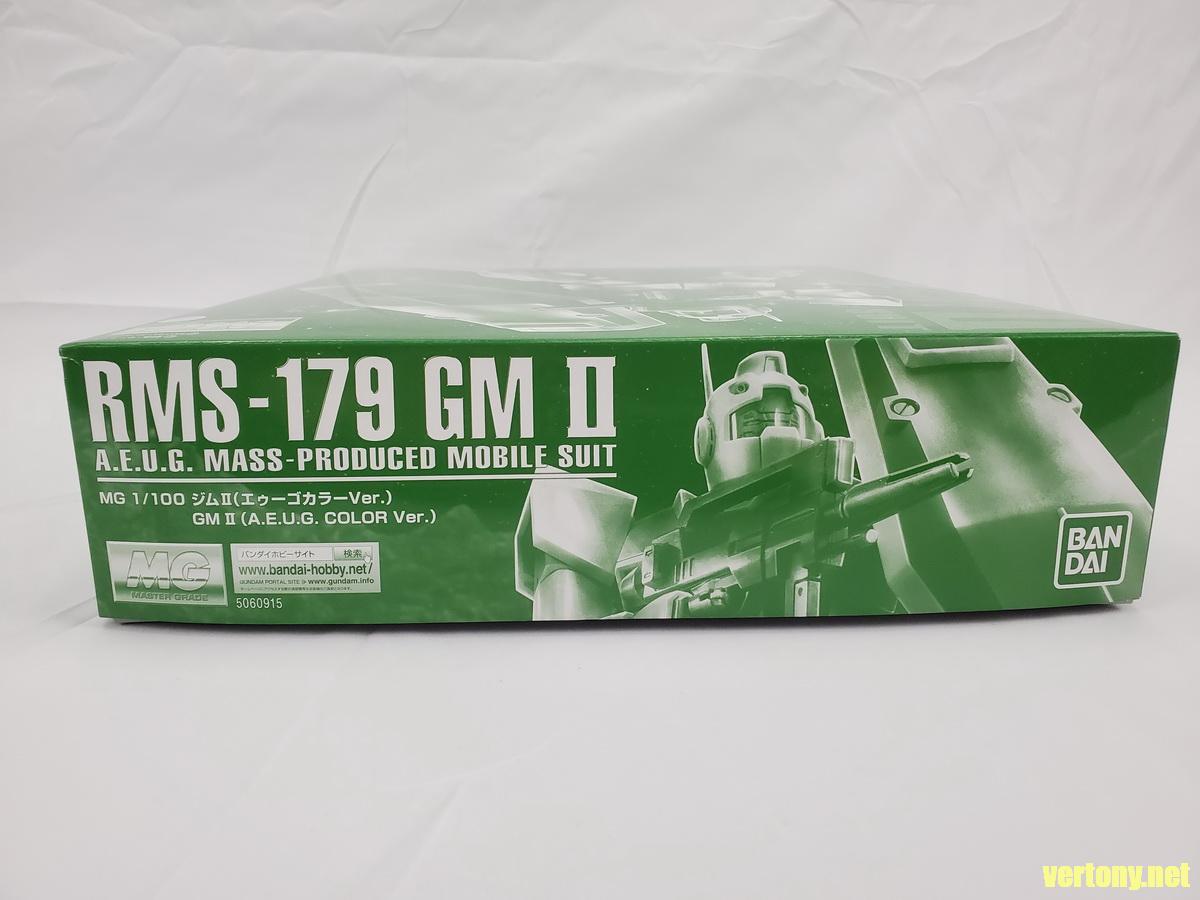 RMS-179 GM II
A.E.U.G. MASS-PRODUCED MOBILE SUIT
MG 1/100 ジムⅡ(エゥーゴカラーVer.)
GM Ⅱ (A.E.U.G. COLOR Ver.)
MG
MASTER GRADE
バンダイホビーサイト 検索
www.bandai-hobby.net/
GUNDAM PORTAL SITE www.gundam.info
5060915
BAN
DAI
vertony.net